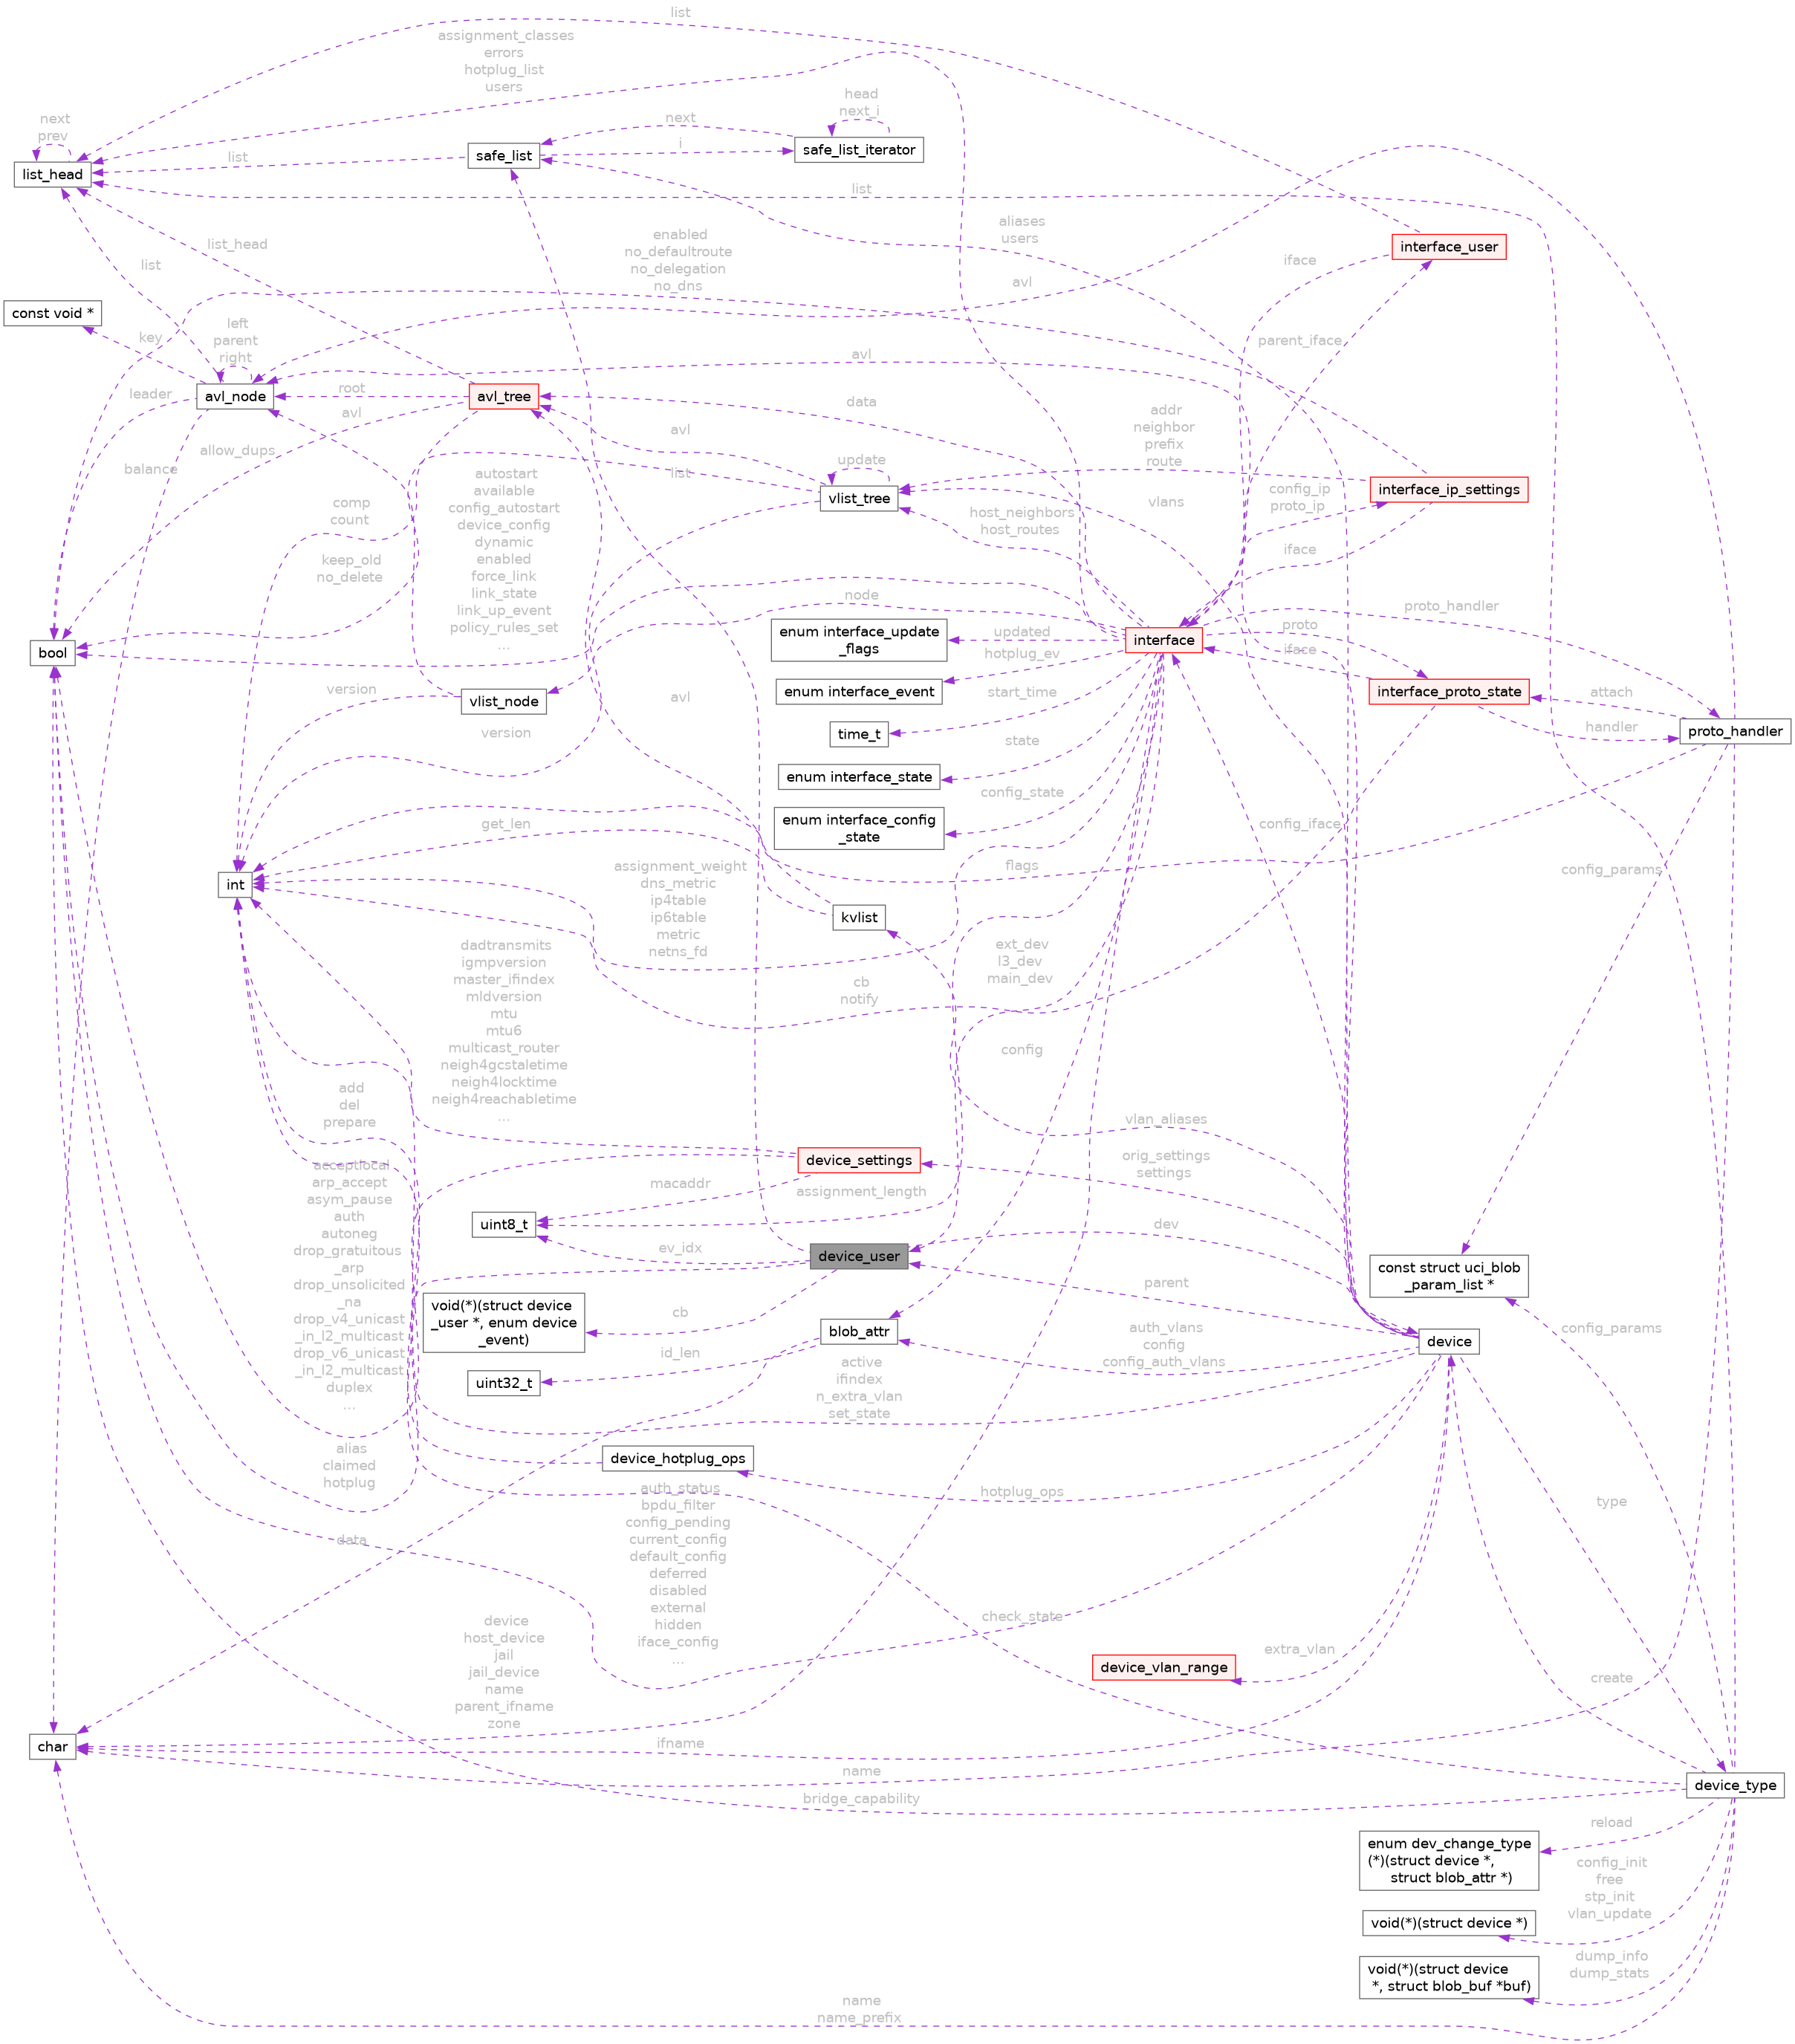 list
assignment_classes
errors
hotplug_list
users
next
prev
list_head
list
safe_list
i
next
head
next_i
safe_list_iterator
list
aliases
users
interface_user
iface
parent_iface
list_head
list
enabled
no_defaultroute
no_delegation
no_dns
avl
const void *
key
left
parent
right
avl_node
leader
root
avl_tree
avl
data
avl
allow_dups
balance
addr
neighbor
prefix
route
update
vlist_tree
vlans
interface_ip_settings
config_ip
proto_ip
iface
host_neighbors
host_routes
comp
count
keep_old
no_delete
autostart
available
config_autostart
device_config
dynamic
enabled
force_link
link_state
link_up_event
policy_rules_set
...
list
node
bool
version
vlist_node
version
avl
enum interface_update
_flags
updated
hotplug_ev
enum interface_event
start_time
time_t
state
enum interface_state
config_state
enum interface_config
_state
interface
proto_handler
proto
iface
interface_proto_state
attach
handler
proto_handler
config_iface
config_params
int
get_len
kvlist
flags
assignment_weight
dns_metric
ip4table
ip6table
metric
netns_fd
cb
notify
ext_dev
l3_dev
main_dev
config
dadtransmits
igmpversion
master_ifindex
mldversion
mtu
mtu6
multicast_router
neigh4gcstaletime
neigh4locktime
neigh4reachabletime
...
add
del
prepare
vlan_aliases
device_settings
orig_settings
settings
macaddr
assignment_length
uint8_t
ev_idx
device_user
dev
parent
acceptlocal
arp_accept
asym_pause
auth
autoneg
drop_gratuitous
_arp
drop_unsolicited
_na
drop_v4_unicast
_in_l2_multicast
drop_v6_unicast
_in_l2_multicast
duplex
...
void(*)(struct device
_user *, enum device
_event)
cb
const struct uci_blob
_param_list *
config_params
blob_attr
auth_vlans
config
config_auth_vlans
device
id_len
uint32_t
active
ifindex
n_extra_vlan
set_state
alias
claimed
hotplug
device_hotplug_ops
hotplug_ops
type
data
auth_status
bpdu_filter
config_pending
current_config
default_config
deferred
disabled
external
hidden
iface_config
...
check_state
device_vlan_range
extra_vlan
create
device
host_device
jail
jail_device
name
parent_ifname
zone
char
ifname
name
bridge_capability
device_type
reload
enum dev_change_type
(*)(struct device *,
struct blob_attr *)
config_init
free
stp_init
vlan_update
void(*)(struct device *)
dump_info
dump_stats
void(*)(struct device
*, struct blob_buf *buf)
name
name_prefix